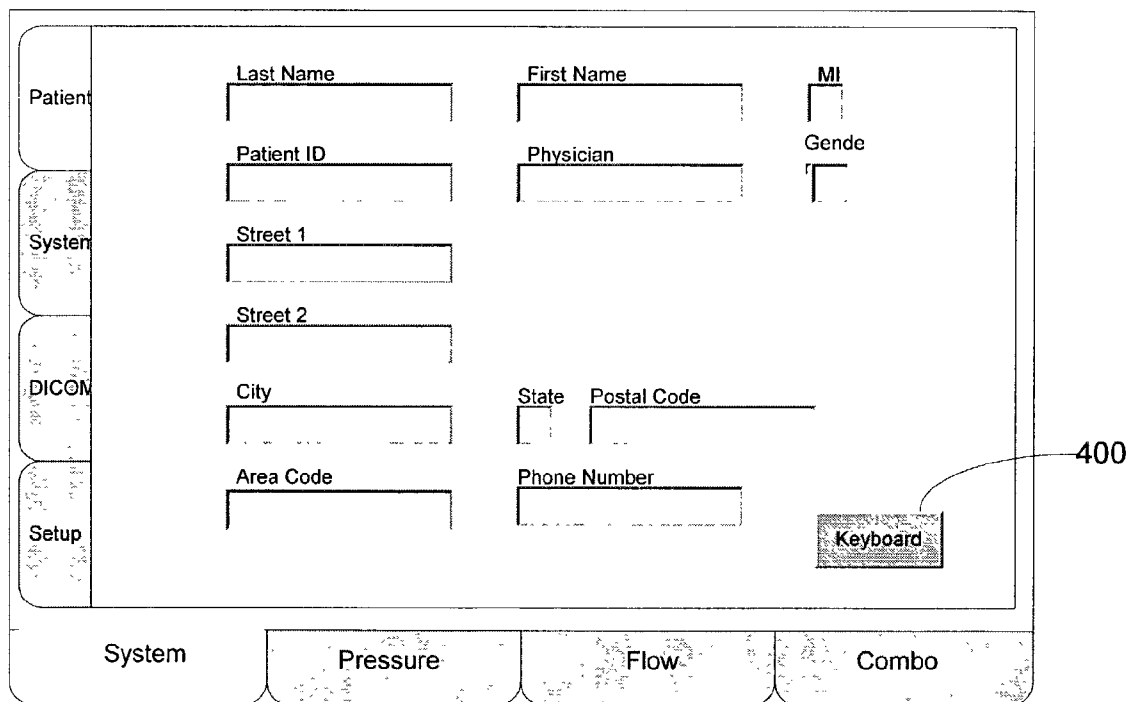 Patient
Last Name First Name MI
Patient ID Physician Gende
System
Street 1
Street 2
DICOM
City State Postal Code
400
Area Code Phone Number
Setup
Keyboard
System Pressure Flow Combo